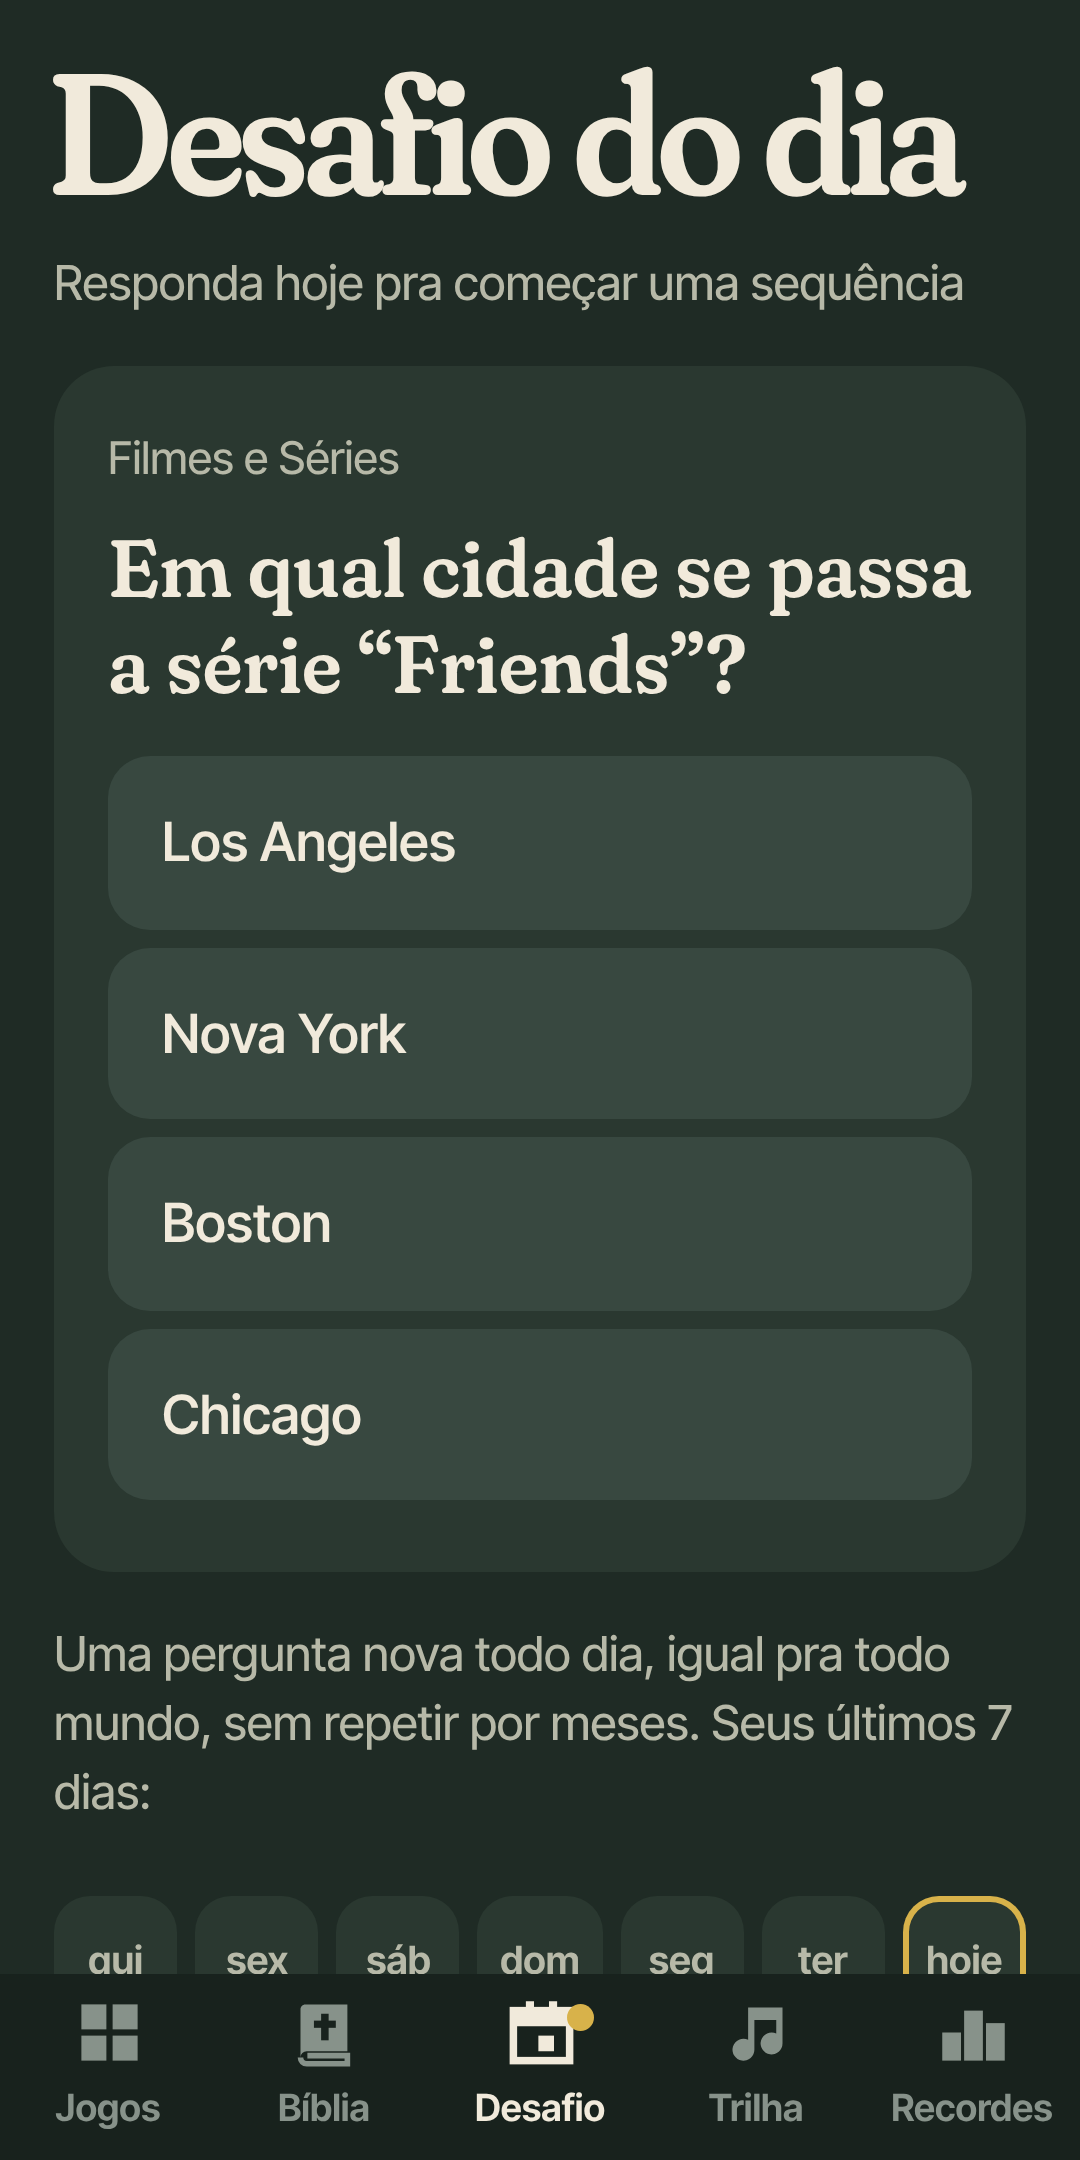 Desafio do dia
Responda hoje pra começar uma sequência
Filmes e Séries
Em qual cidade se passa
a série “Friends”?
Los Angeles
Nova York
Boston
Chicago
Uma pergunta nova todo dia, igual pra todo
mundo, sem repetir por meses. Seus últimos 7
dias:
qui sex sáb dom seg ter hoje
Jogos Bíblia Desafio Trilha Recordes